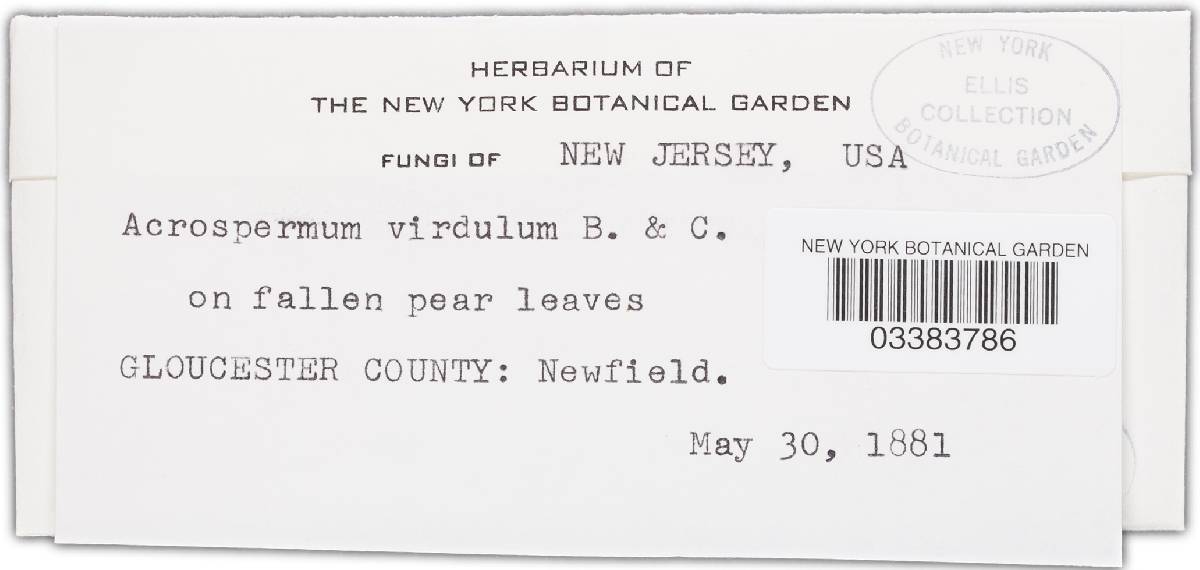 HERBARIUM OF
THE NEW YORK BOTANICAL GARDEN
FUNGI OF NEW JERSEY, USA
NEW YORK
ELLIS
COLLECTION
BOTANICAL GARDEN
Acrospermum virdulum B. & C.
on fallen pear leaves
GLOUCESTER COUNTY: Newfield.
May 30, 1881
NEW YORK BOTANICAL GARDEN
03383786